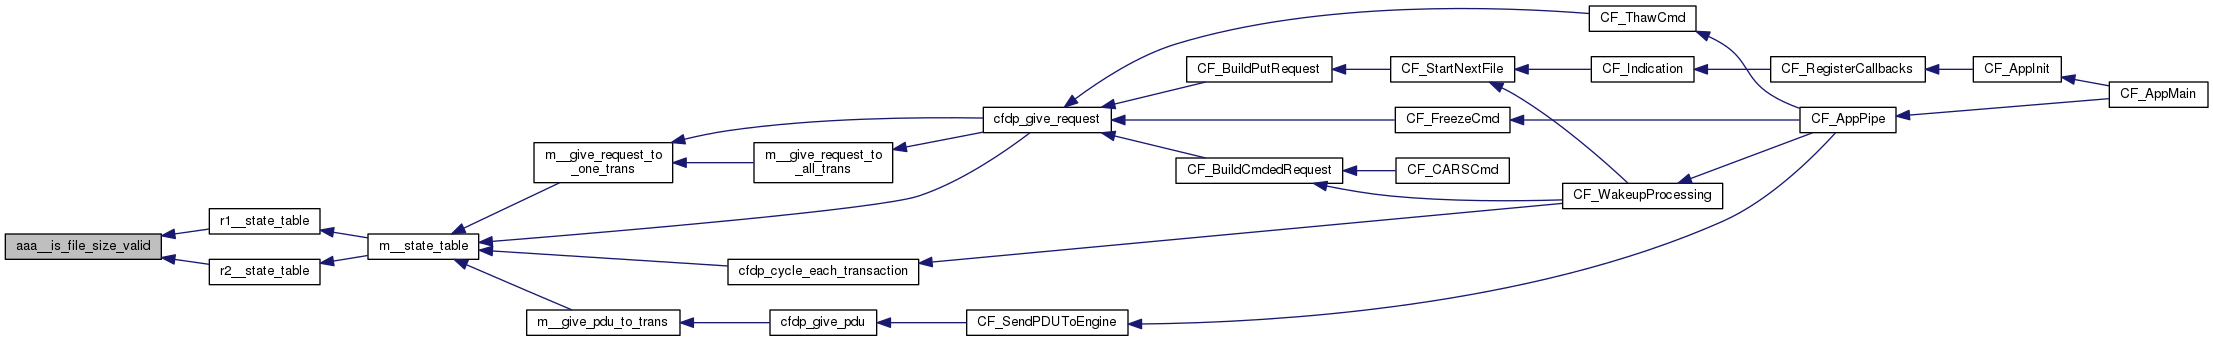 CF_ThawCmd
CF_BuildPutRequest
CF_StartNextFile
CF_Indication
CF_RegisterCallbacks
CF_AppInit
CF_AppMain
cfdp_give_request
CF_FreezeCmd
CF_AppPipe
m__give_request_to
_one_trans
m__give_request_to
_all_trans
CF_BuildCmdedRequest
CF_CARSCmd
CF_WakeupProcessing
r1__state_table
aaa__is_file_size_valid
m__state_table
r2__state_table
cfdp_cycle_each_transaction
m__give_pdu_to_trans
cfdp_give_pdu
CF_SendPDUToEngine